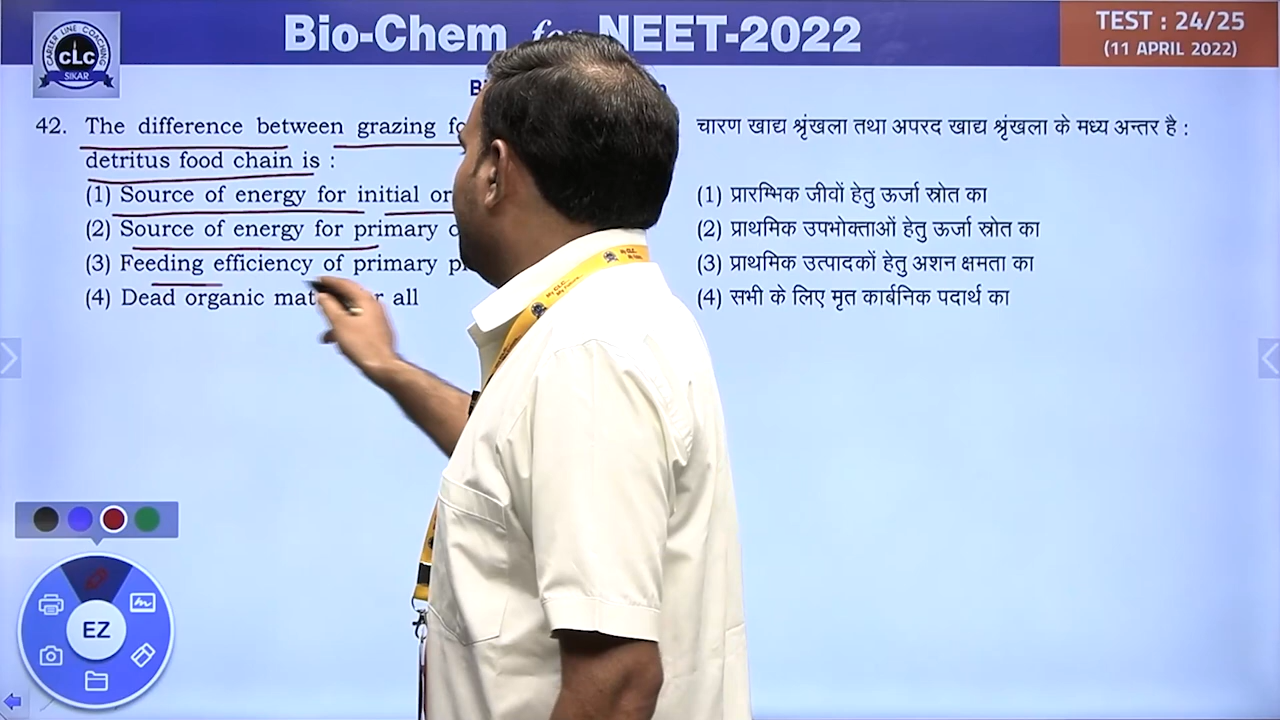 CAREER LINE COACHING
CLC
SIKAR
Bio-Chem for NEET-2022
TEST : 24/25
(11 APRIL 2022)
42. The difference between grazing
detritus food chain is :
(1) Source of energy for initial
(2) Source of energy for primary
(3) Feeding efficiency of primary
(4) Dead organic all
चारण खाद्य श्रृंखला तथा अपरद खाद्य श्रृंखला के मध्य अन्तर है :
(1) प्रारम्भिक जीवों हेतु ऊर्जा स्रोत का
(2) प्राथमिक उपभोक्ताओं हेतु ऊर्जा स्रोत का
(3) प्राथमिक उत्पादकों हेतु अशन क्षमता का
(4) सभी के लिए मृत कार्बनिक पदार्थ का
EZ